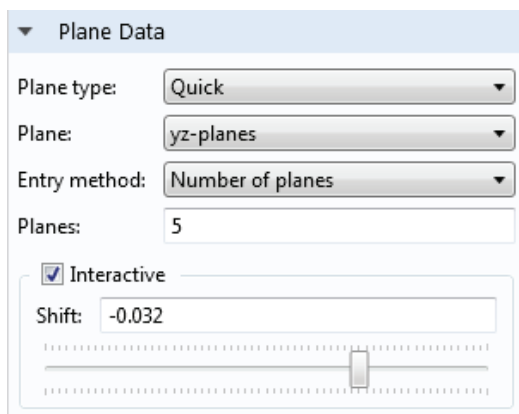 Plane Data
Plane type: Quick
Plane: yz-planes
Entry method: Number of planes
Planes: 5
Interactive
Shift: -0.032